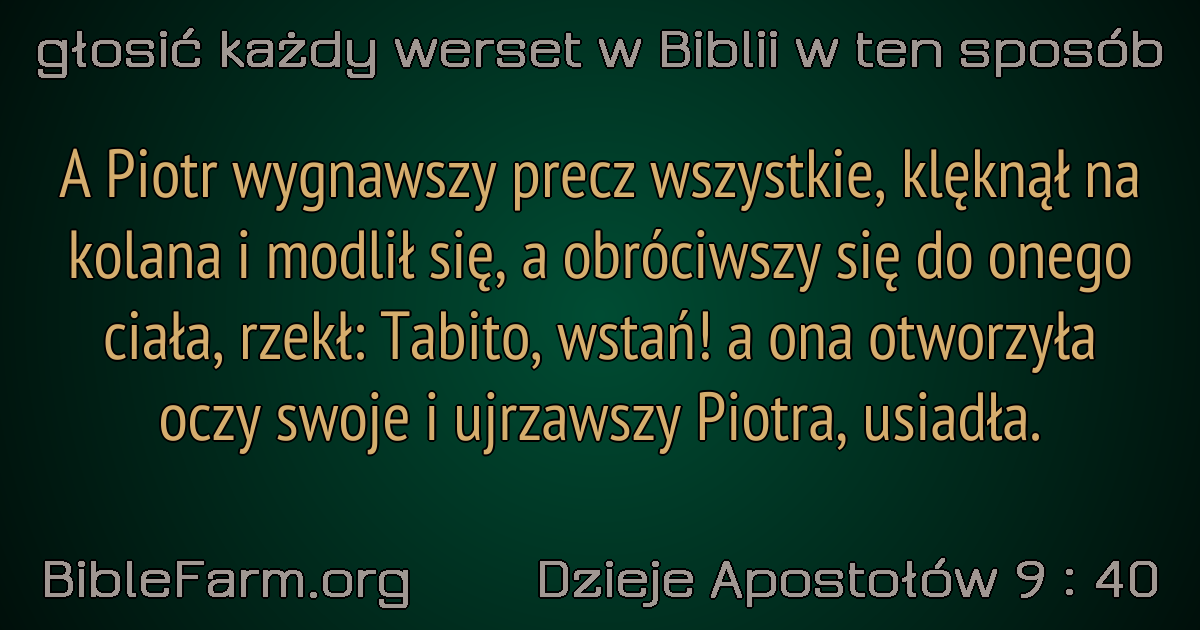 głosić każdy werset w Biblii w ten sposób
A Piotr wygnawszy precz wszystkie, klęknął na
kolana i modlił się, a obróciwszy się do onego
ciała, rzekł: Tabito, wstań! a ona otworzyła
oczy swoje i ujrzawszy Piotra, usiadła.
BibleFarm.org
Dzieje Apostołów 9 : 40